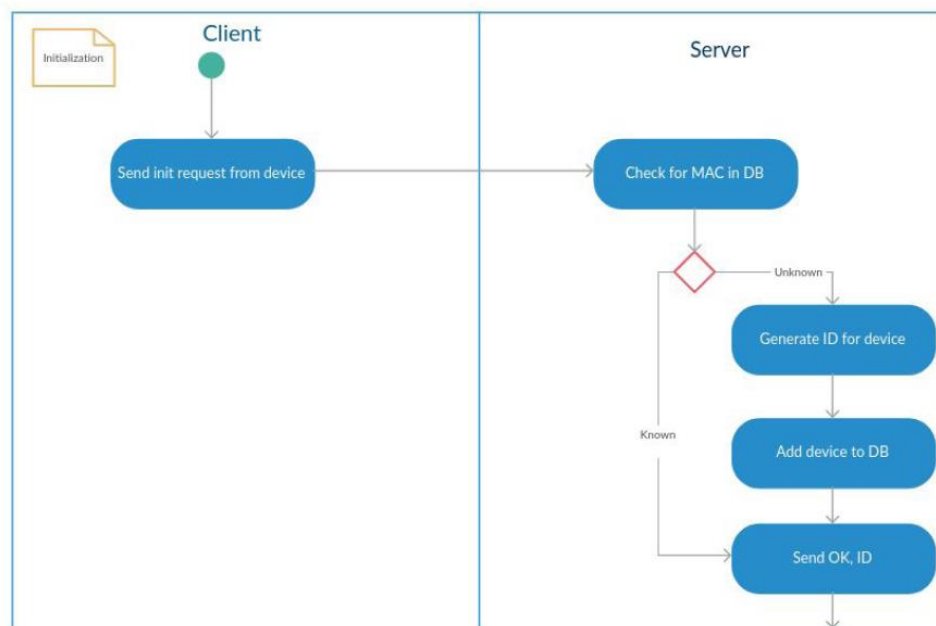 Client
Initialization
Server
Send init request from device
Check for MAC in DB
Unknown
Generate ID for device
Known
Add device to DB
Send OK, ID